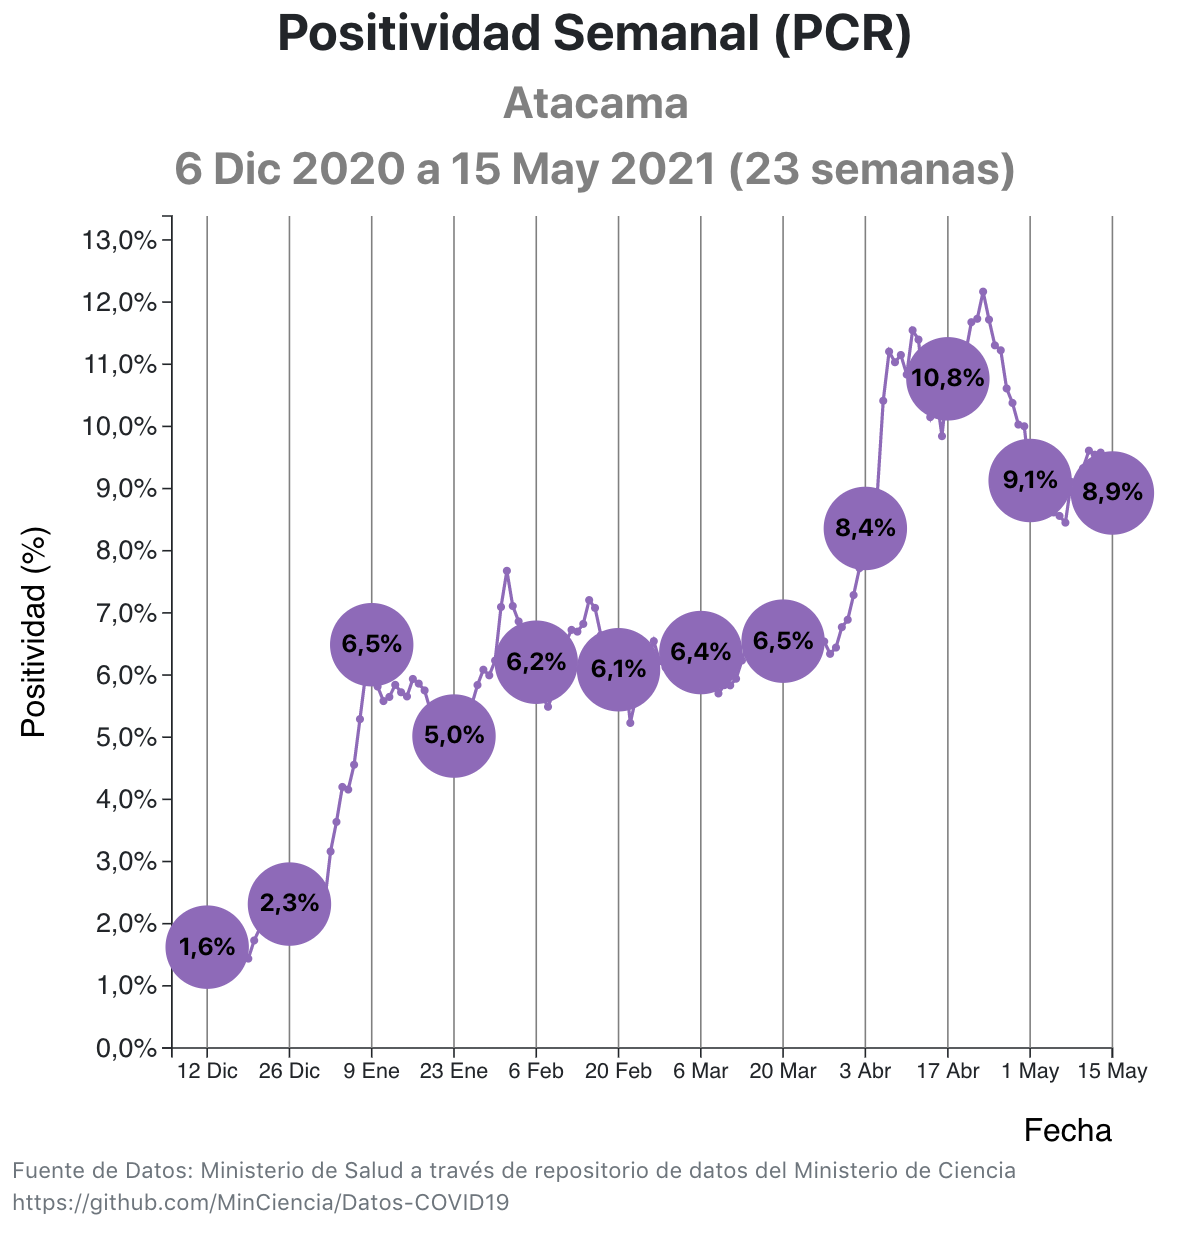 Positividad Semanal (PCR)
Atacama
6 Dic 2020 a 15 May 2021 (23 semanas)
13,0%
12,0%
11,0%
10,0%
9,0%
8,0%
7,0%
6,0%
5,0%
4,0%
3,0%
2,0%
1,0%
0,0%
Positividad (%)
1,6%
2,3%
6,5%
5,0%
6,2%
6,1%
6,4%
6,5%
8,4%
10,8%
9,1%
8,9%
12 Dic
26 Dic
9 Ene
23 Ene
6 Feb
20 Feb
6 Mar
20 Mar
3 Abr
17 Abr
1 May
15 May
Fecha
Fuente de Datos: Ministerio de Salud a través de repositorio de datos del Ministerio de Ciencia
https://github.com/MinCiencia/Datos-COVID19